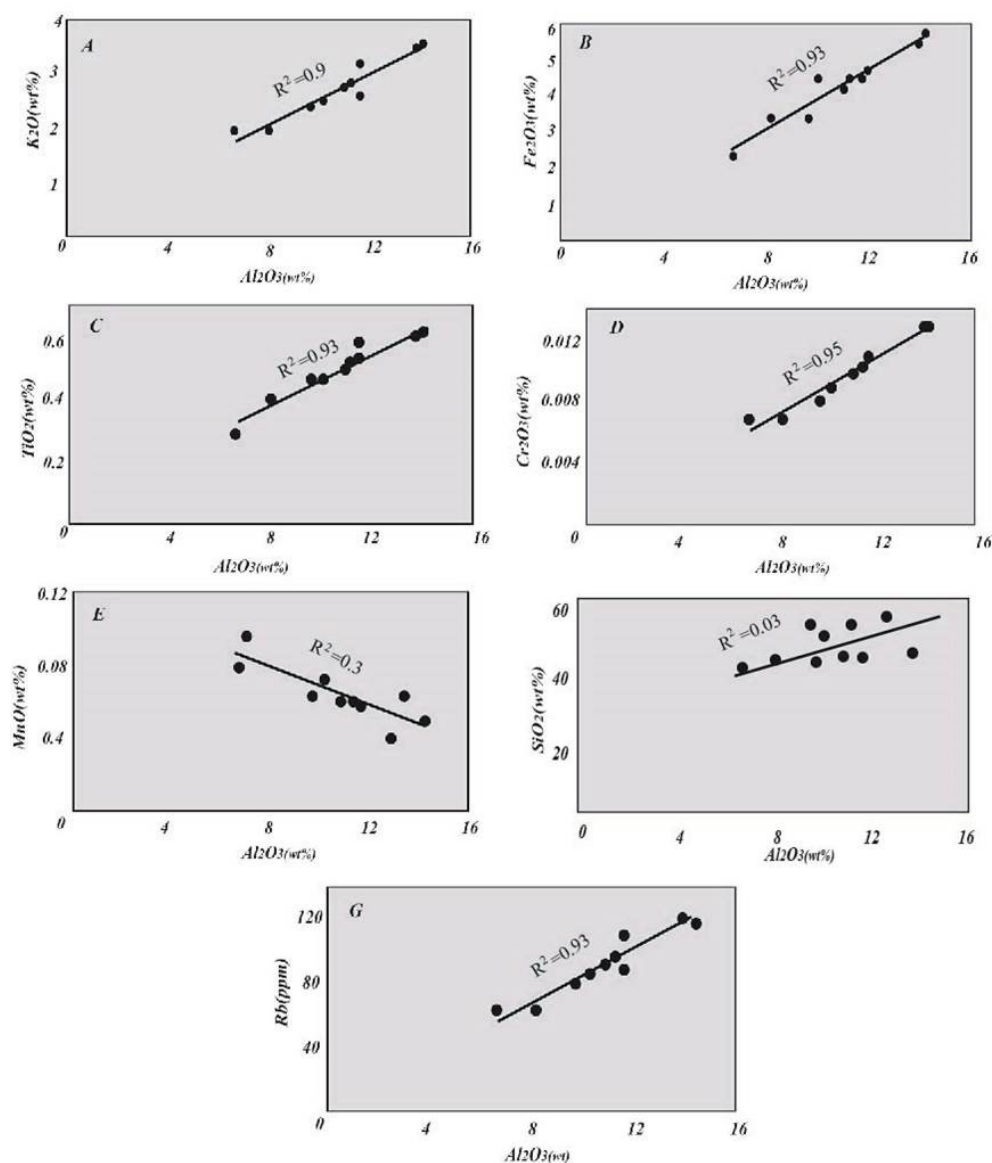 4
A
R²=0.9
3
K2O(wt%)
2
1
0
4
8
12
16
Al2O3(wt%)
6
B
R²=0.93
5
4
Fe2O3(wt%)
3
2
1
0
4
8
12
16
Al2O3(wt%)
C
0.6
R²=0.93
TiO2(wt%)
0.4
0.2
0
4
8
12
16
Al2O3(wt%)
D
0.012
R²=0.95
Cr2O3(wt%)
0.008
0.004
0
4
8
12
16
Al2O3(wt%)
0.12
E
R²=0.3
MnO(wt%)
0.08
0.4
0
4
8
12
16
Al2O3(wt%)
60
R²=0.03
SiO2(wt%)
40
20
0
4
8
12
16
Al2O3(wt%)
G
120
R²=0.93
Rb(ppm)
80
40
0
4
8
12
16
Al2O3(wt)